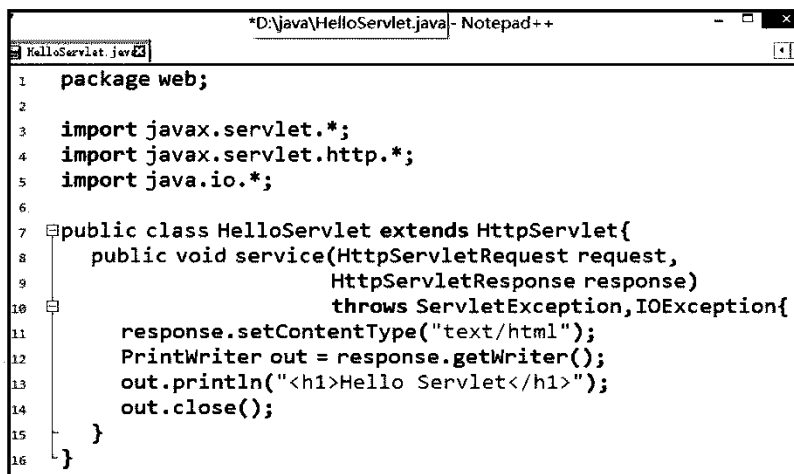 *D:\java\HelloServlet.java - Notepad++
HelloServlet.java
1 package web;
2
3 import javax.servlet.*;
4 import javax.servlet.http.*;
5 import java.io.*;
6
7 public class HelloServlet extends HttpServlet{
8 public void service(HttpServletRequest request,
9 HttpServletResponse response)
10 throws ServletException,IOException{
11 response.setContentType("text/html");
12 PrintWriter out = response.getWriter();
13 out.println("<h1>Hello Servlet</h1>");
14 out.close();
15 }
16 }